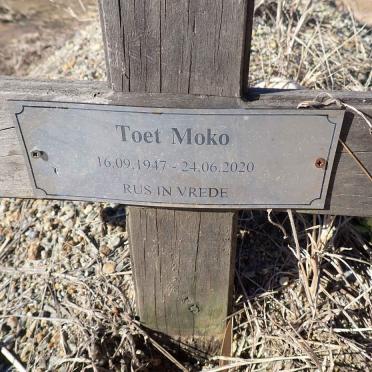 Toet Moko
16.09.1947 - 24.06.2020
RUS IN VREDE